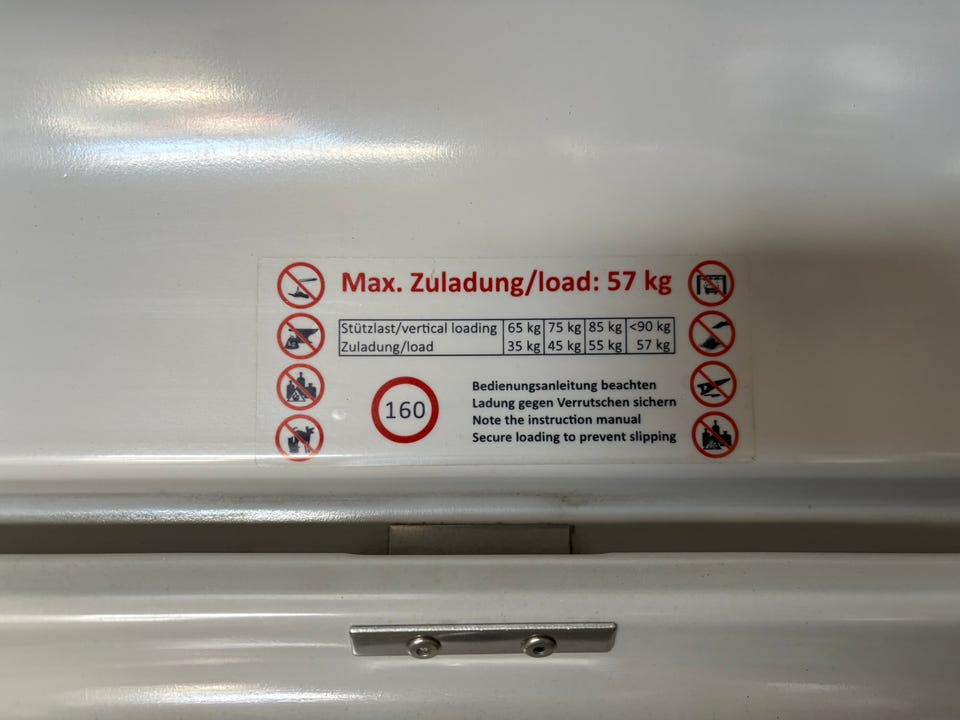 Max. Zuladung/load: 57 kg
Stützlast/vertical loading 65 kg 75 kg 85 kg <90 kg
Zuladung/load 35 kg 45 kg 55 kg 57 kg
160
Bedienungsanleitung beachten
Ladung gegen Verrutschen sichern
Note the instruction manual
Secure loading to prevent slipping